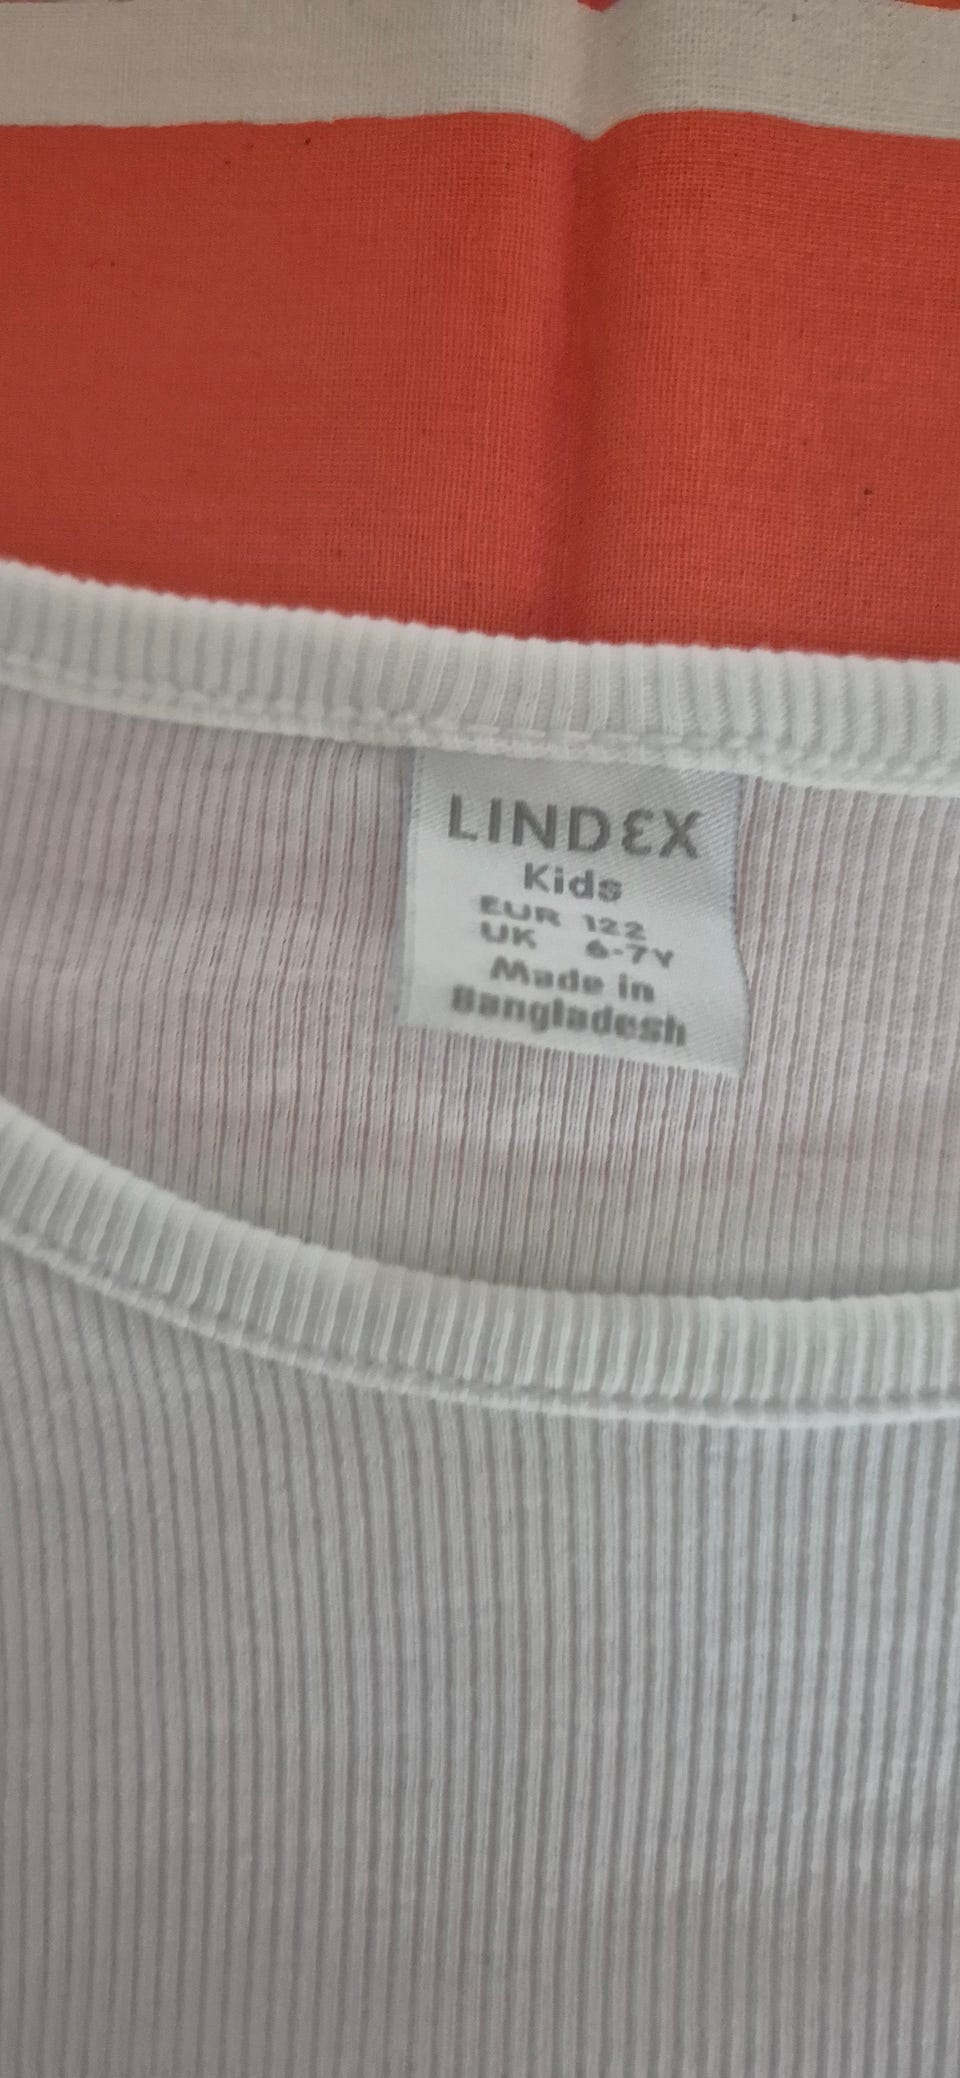 LINDEX
Kids
EUR 122
UK 6-7Y
Made in
Bangladesh